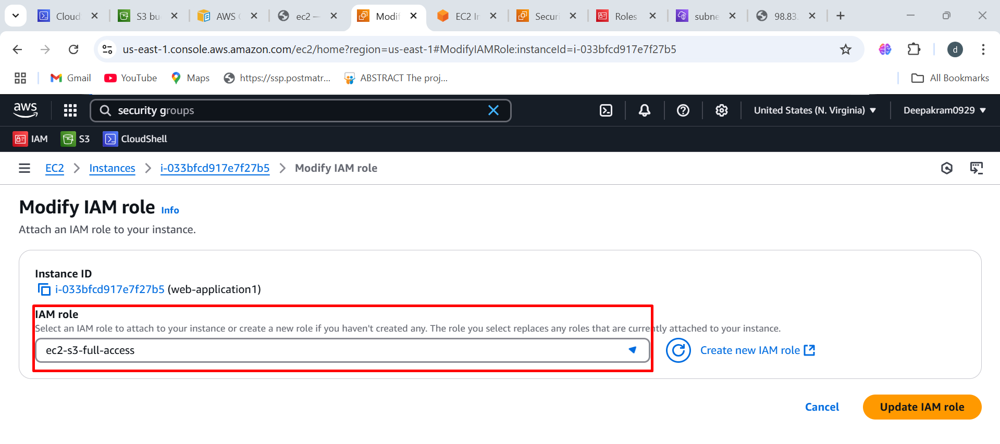 Cloud
S3 bu
AWS
ec2 —
Modif
EC2 Ir
Securi
Roles
subne
98.83.
us-east-1.console.aws.amazon.com/ec2/home?region=us-east-1#ModifyIAMRole:instanceId=i-033bfcd917e7f27b5
d
Gmail
YouTube
Maps
https://ssp.postmatr...
ABSTRACT The proj...
All Bookmarks
aws
security groups
United States (N. Virginia)
Deepakram0929
IAM
S3
CloudShell
EC2
Instances
i-033bfcd917e7f27b5
Modify IAM role
Modify IAM role Info
Attach an IAM role to your instance.
Instance ID
i-033bfcd917e7f27b5 (web-application1)
IAM role
Select an IAM role to attach to your instance or create a new role if you haven't created any. The role you select replaces any roles that are currently attached to your instance.
ec2-s3-full-access
Create new IAM role
Cancel
Update IAM role